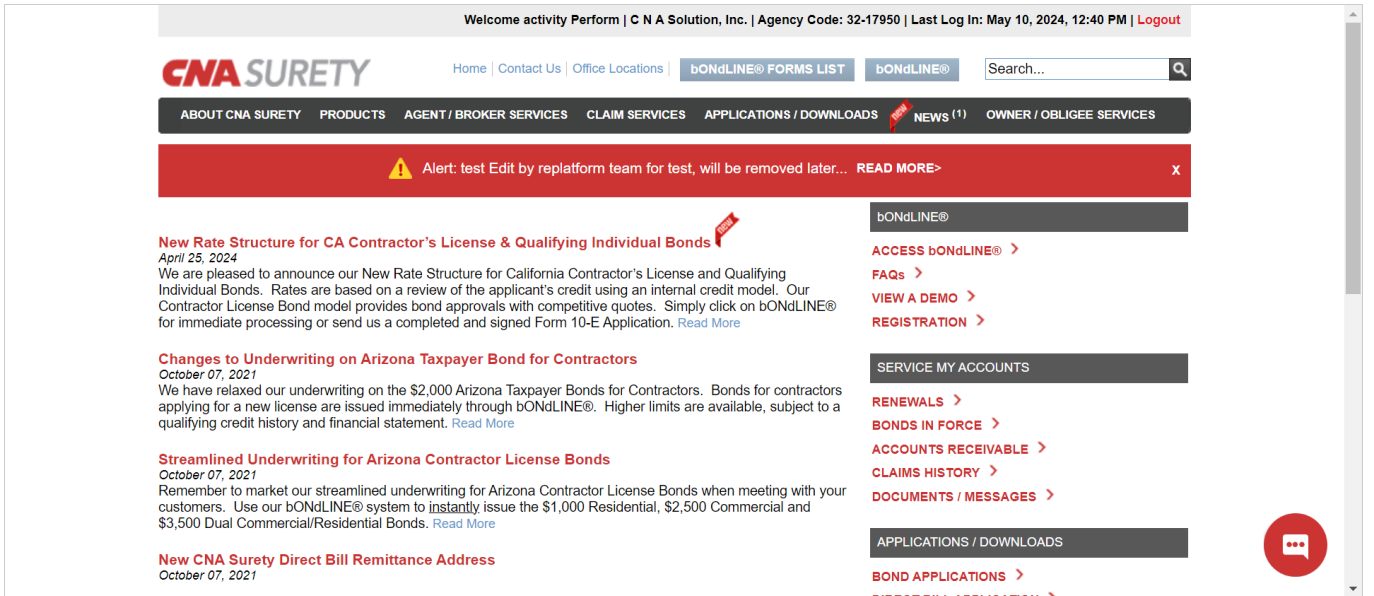 Welcome activity Perform | C N A Solution, Inc. | Agency Code: 32-17950 | Last Log In: May 10, 2024, 12:40 PM | Logout
CNA SURETY
Home | Contact Us | Office Locations |
bONdLINE® FORMS LIST
bONdLINE®
Search...
ABOUT CNA SURETY PRODUCTS AGENT / BROKER SERVICES CLAIM SERVICES APPLICATIONS / DOWNLOADS new NEWS (1) OWNER / OBLIGEE SERVICES
Alert: test Edit by replatform team for test, will be removed later... READ MORE> x
New Rate Structure for CA Contractor’s License & Qualifying Individual Bonds new
April 25, 2024
We are pleased to announce our New Rate Structure for California Contractor’s License and Qualifying
Individual Bonds. Rates are based on a review of the applicant’s credit using an internal credit model. Our
Contractor License Bond model provides bond approvals with competitive quotes. Simply click on bONdLINE®
for immediate processing or send us a completed and signed Form 10-E Application. Read More
Changes to Underwriting on Arizona Taxpayer Bond for Contractors
October 07, 2021
We have relaxed our underwriting on the $2,000 Arizona Taxpayer Bonds for Contractors. Bonds for contractors
applying for a new license are issued immediately through bONdLINE®. Higher limits are available, subject to a
qualifying credit history and financial statement. Read More
Streamlined Underwriting for Arizona Contractor License Bonds
October 07, 2021
Remember to market our streamlined underwriting for Arizona Contractor License Bonds when meeting with your
customers. Use our bONdLINE® system to instantly issue the $1,000 Residential, $2,500 Commercial and
$3,500 Dual Commercial/Residential Bonds. Read More
New CNA Surety Direct Bill Remittance Address
October 07, 2021
bONdLINE®
ACCESS bONdLINE®
FAQs
VIEW A DEMO
REGISTRATION
SERVICE MY ACCOUNTS
RENEWALS
BONDS IN FORCE
ACCOUNTS RECEIVABLE
CLAIMS HISTORY
DOCUMENTS / MESSAGES
APPLICATIONS / DOWNLOADS
BOND APPLICATIONS